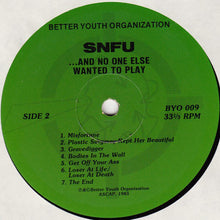 BETTER YOUTH ORGANIZATION
SNFU
...AND NO ONE ELSE
WANTED TO PLAY
SIDE 2
BYO 009
33⅓ RPM
1. Misfortune
2. Plastic Surgery Kept Her Beautiful
3. Gravedigger
4. Bodies In The Wall
5. Get Off Your Ass
6. Loser At Life/
Loser At Death
7. The End
℗&©Better Youth Organization
ASCAP, 1985